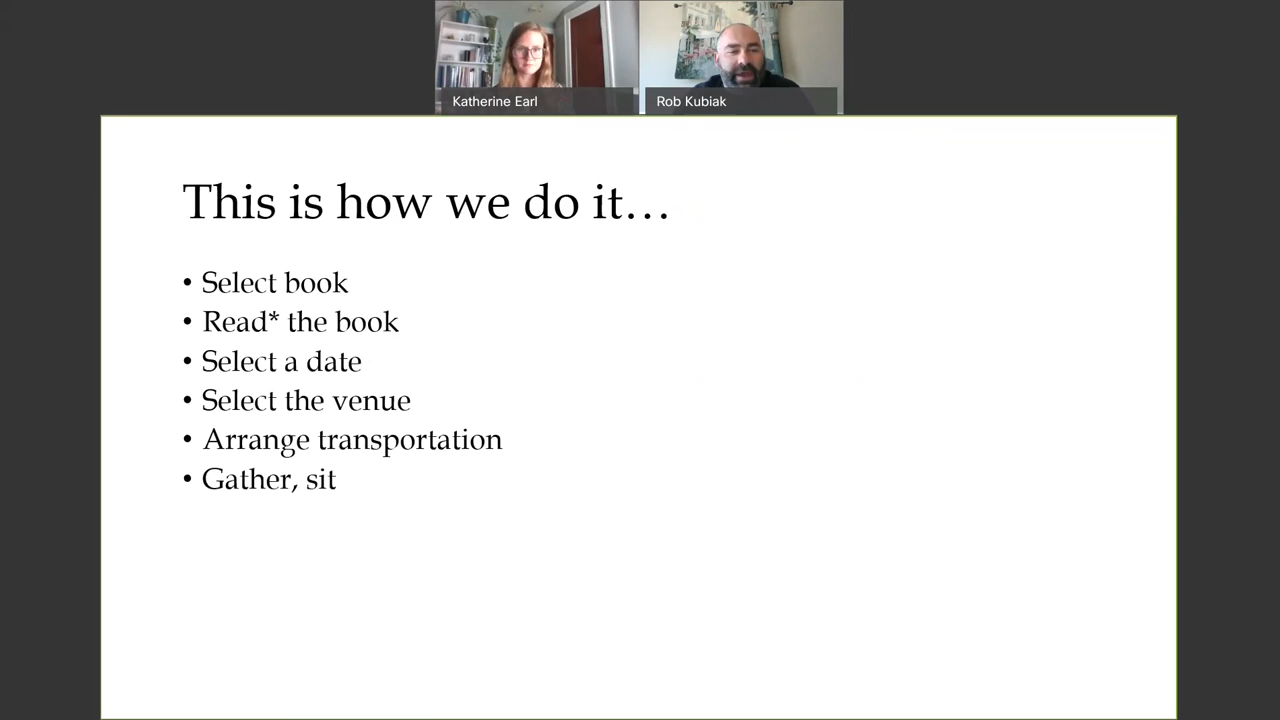 Katherine Earl
Rob Kubiak
This is how we do it…
• Select book
• Read* the book
• Select a date
• Select the venue
• Arrange transportation
• Gather, sit